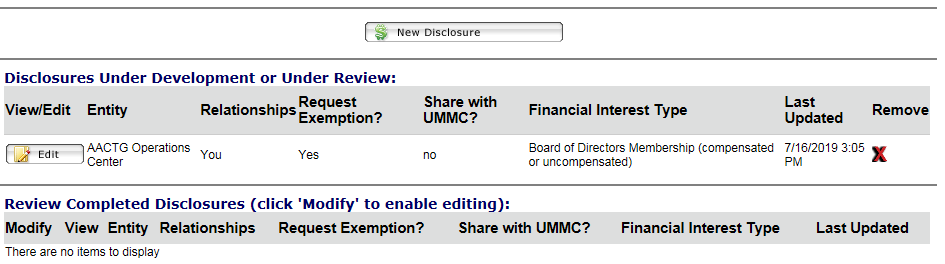 New Disclosure
Disclosures Under Development or Under Review:
View/Edit Entity Relationships Request Exemption? Share with UMMC? Financial Interest Type Last Updated Remove
Edit AACTG Operations Center You Yes no Board of Directors Membership (compensated or uncompensated) 7/16/2019 3:05 PM X
Review Completed Disclosures (click 'Modify' to enable editing):
Modify View Entity Relationships Request Exemption? Share with UMMC? Financial Interest Type Last Updated
There are no items to display